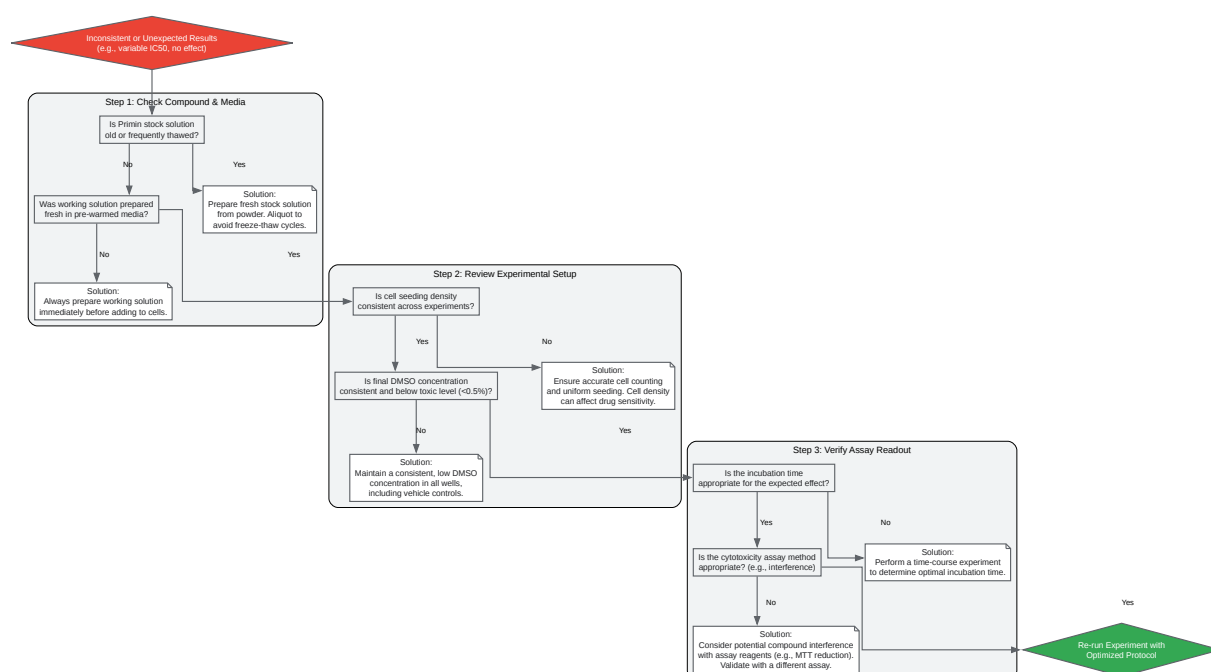 Inconsistent or Unexpected Results
(e.g., variable IC50, no effect)
Step 1: Check Compound & Media
Is Primin stock solution
old or frequently thawed?
No
Yes
Was working solution prepared
fresh in pre-warmed media?
Solution:
Prepare fresh stock solution
from powder. Aliquot to
avoid freeze-thaw cycles.
No
Yes
Solution:
Always prepare working solution
immediately before adding to cells.
Step 2: Review Experimental Setup
Is cell seeding density
consistent across experiments?
Yes
No
Is final DMSO concentration
consistent and below toxic level (<0.5%)?
Solution:
Ensure accurate cell counting
and uniform seeding. Cell density
can affect drug sensitivity.
No
Yes
Solution:
Maintain a consistent, low DMSO
concentration in all wells,
including vehicle controls.
Step 3: Verify Assay Readout
Is the incubation time
appropriate for the expected effect?
Yes
No
Is the cytotoxicity assay method
appropriate? (e.g., interference)
Solution:
Perform a time-course experiment
to determine optimal incubation time.
No
Yes
Solution:
Consider potential compound interference
with assay reagents (e.g., MTT reduction).
Validate with a different assay.
Re-run Experiment with
Optimized Protocol